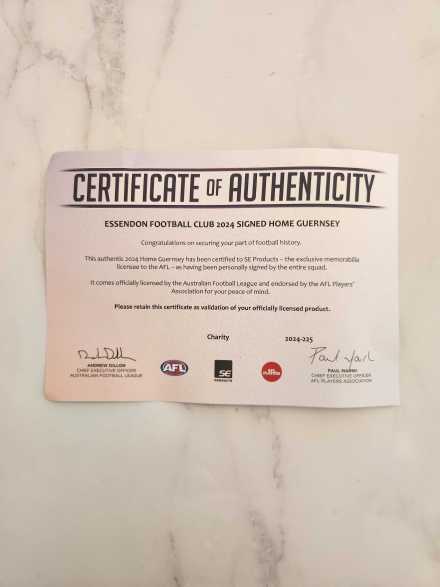 CERTIFICATE OF AUTHENTICITY
ESSENDON FOOTBALL CLUB 2024 SIGNED HOME GUERNSEY
Congratulations on securing your part of football history.
This authentic 2024 Home Guernsey has been certified to SE Products – the exclusive memorabilia
licensee to the AFL – as having been personally signed by the entire squad.
It comes officially licensed by the Australian Football League and endorsed by the AFL Players'
Association for your peace of mind.
Please retain this certificate as validation of your officially licensed product.
Charity 2024-225
ANDREW DILLON
CHIEF EXECUTIVE OFFICER
AUSTRALIAN FOOTBALL LEAGUE
AFL
SE
PRODUCTS
PAUL MARSH
CHIEF EXECUTIVE OFFICER
AFL PLAYERS ASSOCIATION